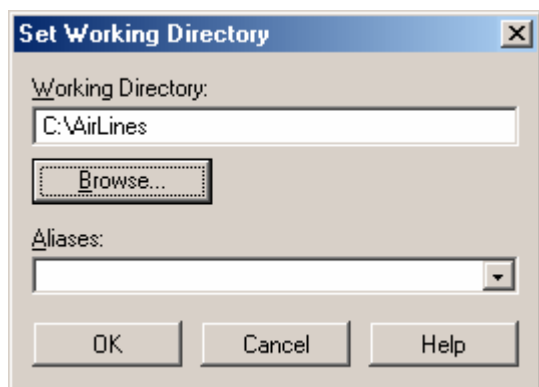 Set Working Directory
Working Directory:
C:\AirLines
Browse...
Aliases:
OK Cancel Help